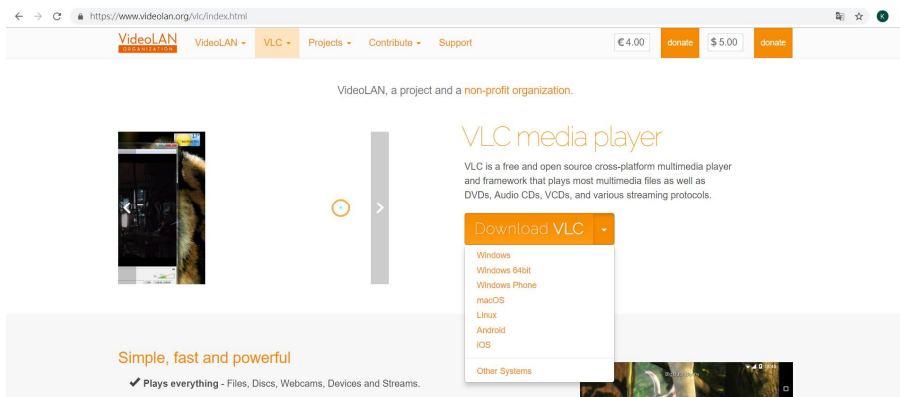 https://www.videolan.org/vlc/index.html
K
VideoLAN
ORGANIZATION
VideoLAN
VLC
Projects
Contribute
Support
€ 4.00
donate
$ 5.00
donate
VideoLAN, a project and a non-profit organization.
VLC media player
VLC is a free and open source cross-platform multimedia player
and framework that plays most multimedia files as well as
DVDs, Audio CDs, VCDs, and various streaming protocols.
Download VLC
Windows
Windows 64bit
Windows Phone
macOS
Linux
Android
iOS
Other Systems
Simple, fast and powerful
✔ Plays everything - Files, Discs, Webcams, Devices and Streams.